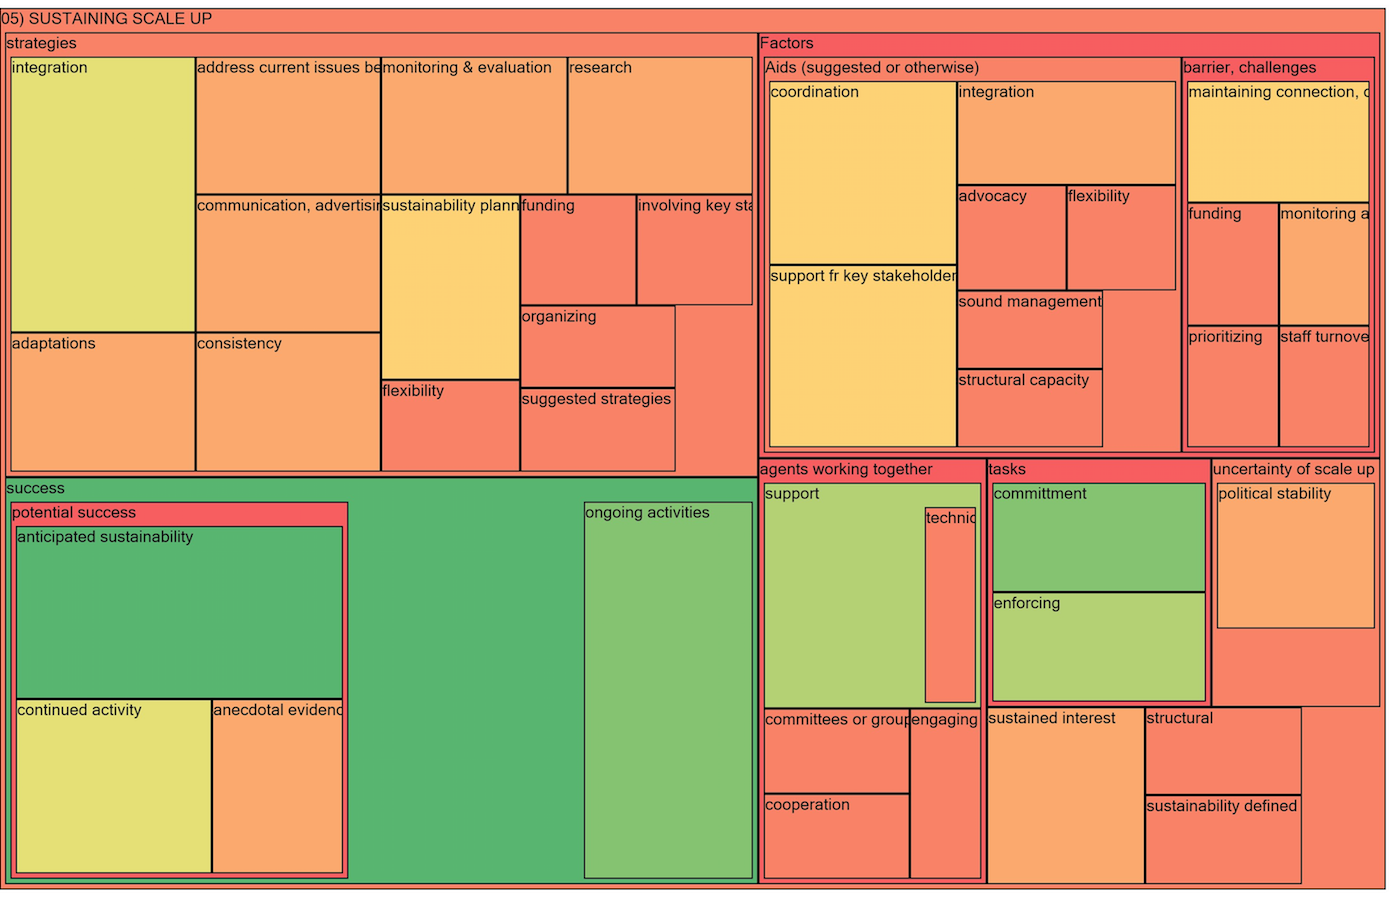 05) SUSTAINING SCALE UP
strategies
integration
address current issues be
monitoring & evaluation
research
communication, advertisin
sustainability plann
funding
involving key sta
organizing
adaptations
consistency
flexibility
suggested strategies
success
potential success
anticipated sustainability
continued activity
anecdotal evidenc
ongoing activities
Factors
Aids (suggested or otherwise)
coordination
integration
advocacy
flexibility
support fr key stakeholder
sound management
structural capacity
barrier, challenges
maintaining connection, c
funding
monitoring a
prioritizing
staff turnove
agents working together
support
technic
committees or group
engaging
cooperation
tasks
committment
enforcing
uncertainty of scale up
political stability
sustained interest
structural
sustainability defined